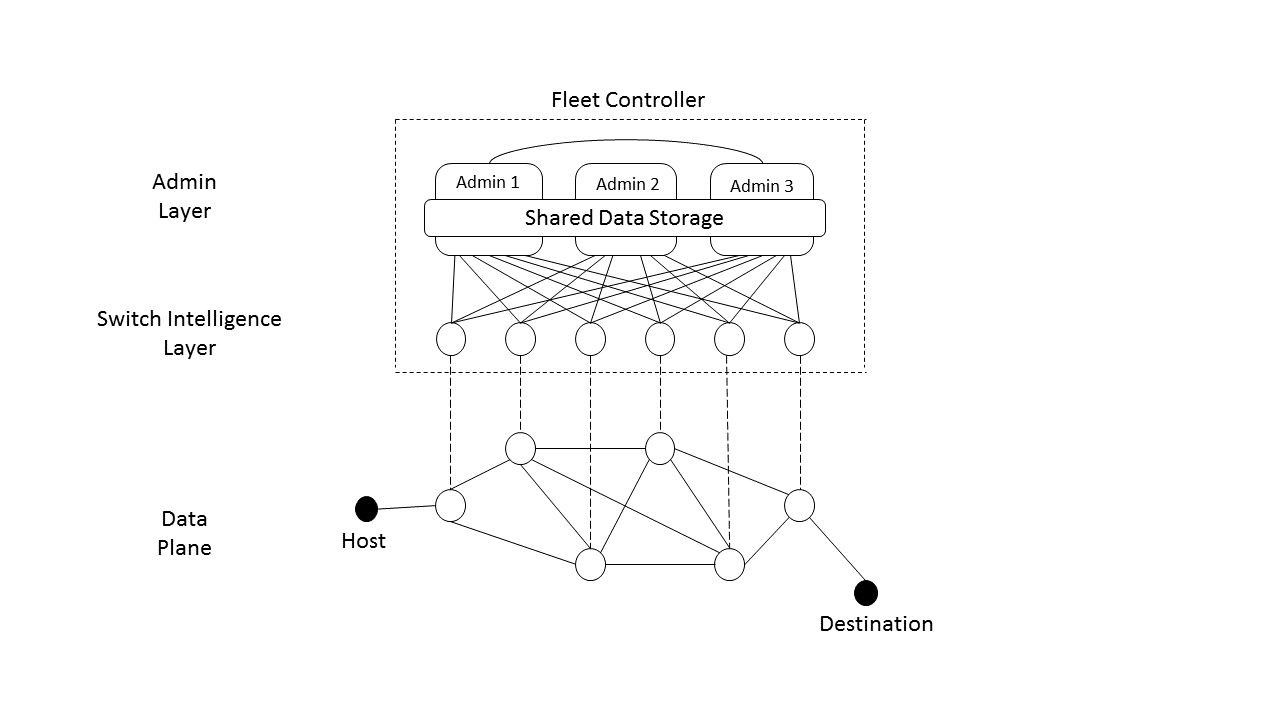 Fleet Controller
Admin
Layer
Admin 1
Admin 2
Admin 3
Shared Data Storage
Switch Intelligence
Layer
Data
Plane
Host
Destination